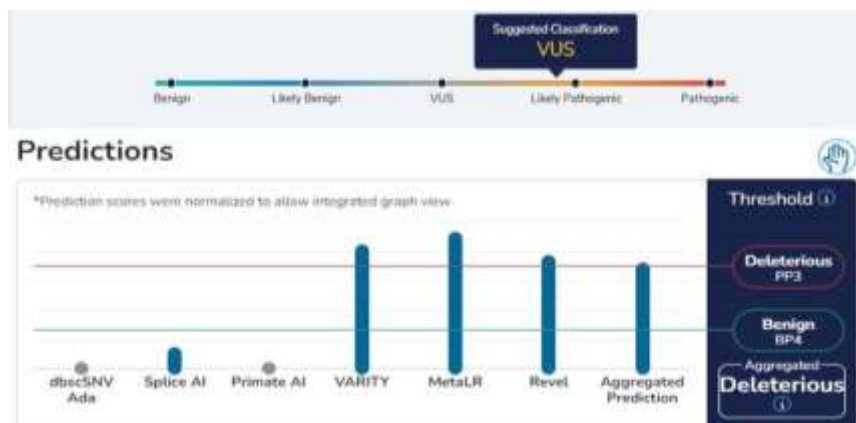 Suggested Classification
VUS
Benign
Likely Benign
VUS
Likely Pathogenic
Pathogenic
Predictions
*Prediction scores were normalized to allow integrated graph view
Threshold
Deleterious
PP3
Benign
BP4
Aggregated
Deleterious
dbscSNV Ada
Splice AI
Primate AI
VARITY
MetaLR
Revel
Aggregated Prediction